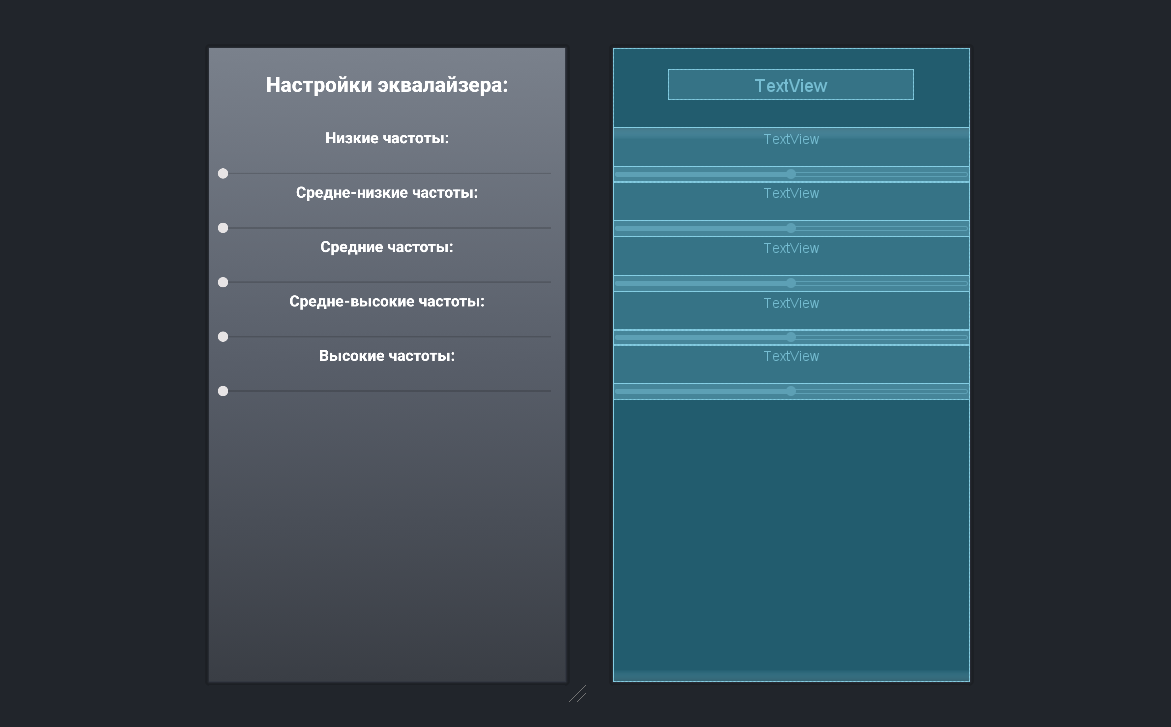 Настройки эквалайзера:
Низкие частоты:
Средне-низкие частоты:
Средние частоты:
Средне-высокие частоты:
Высокие частоты:
TextView
TextView
TextView
TextView
TextView
TextView